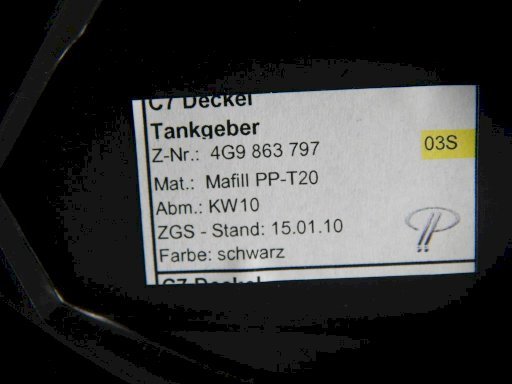 C7 Deckel
Tankgeber
Z-Nr.: 4G9 863 797
03S
Mat.: Mafill PP-T20
Abm.: KW10
ZGS - Stand: 15.01.10
Farbe: schwarz
C7 Deckel